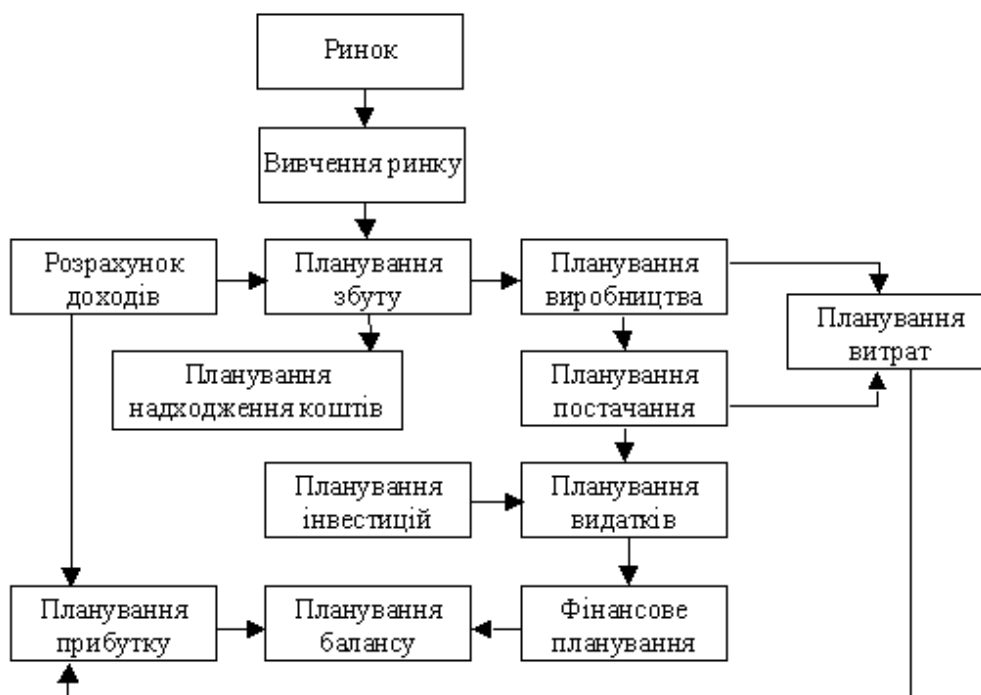 Ринок
Вивчення ринку
Розрахунок
доходів
Планування
збуту
Планування
виробництва
Планування
витрат
Планування
надходження коштів
Планування
постачання
Планування
інвестицій
Планування
видатків
Планування
прибутку
Планування
балансу
Фінансове
планування